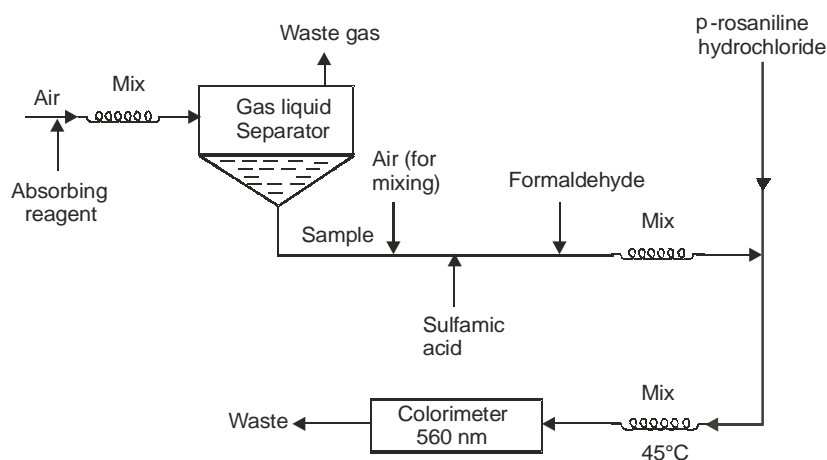 Waste gas
p-rosaniline
hydrochloride
Mix
Air
Gas liquid
Separator
Absorbing
reagent
Air (for
mixing)
Formaldehyde
Sample
Mix
Sulfamic
acid
Mix
Waste
Colorimeter
560 nm
45°C